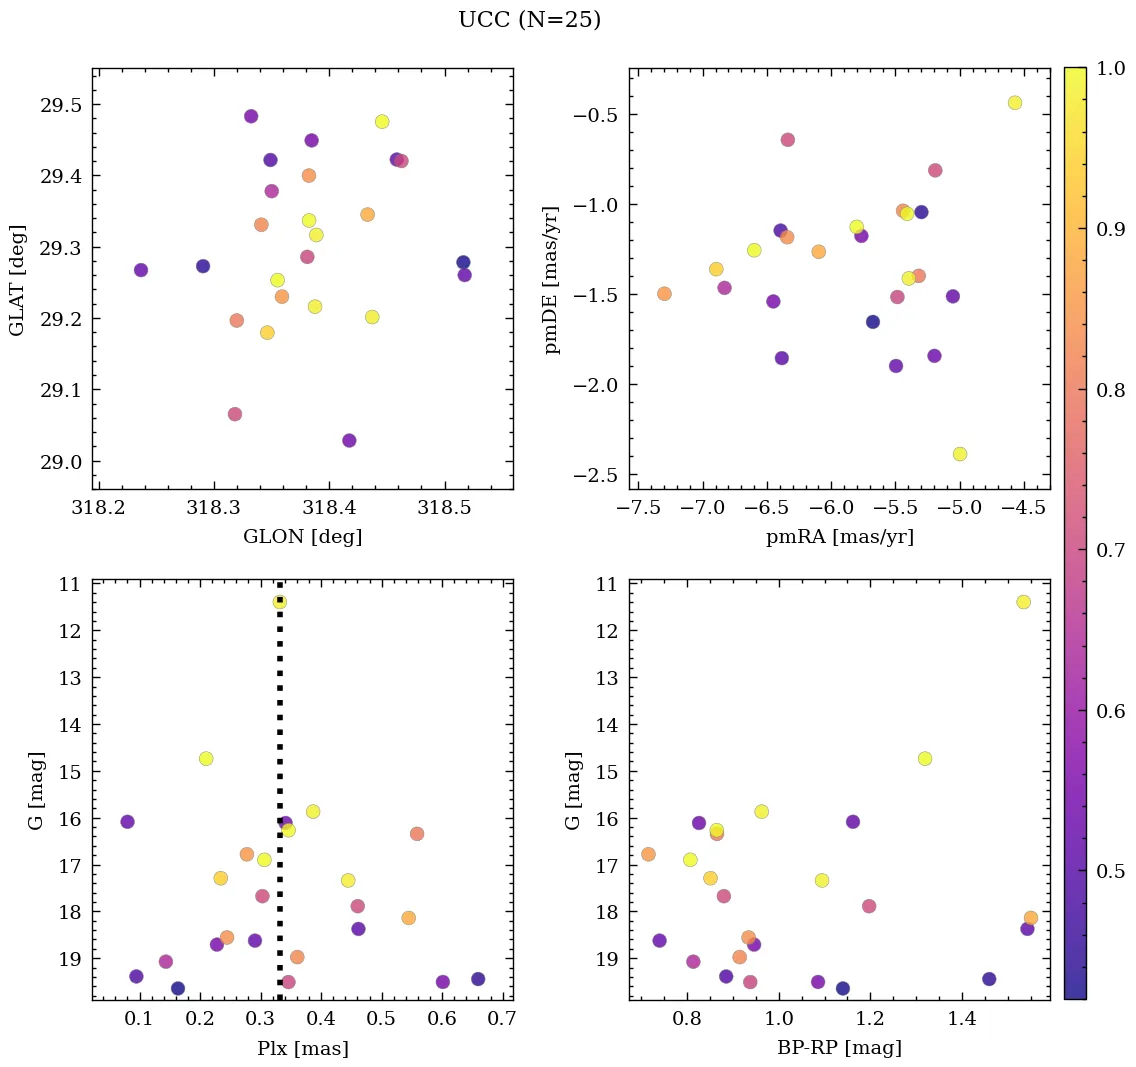 UCC (N=25)
29.5
29.4
29.3
29.2
29.1
29.0
GLAT [deg]
318.2 318.3 318.4 318.5
GLON [deg]
−0.5
−1.0
−1.5
−2.0
−2.5
pmDE [mas/yr]
−7.5 −7.0 −6.5 −6.0 −5.5 −5.0 −4.5
pmRA [mas/yr]
11
12
13
14
15
16
17
18
19
G [mag]
0.1 0.2 0.3 0.4 0.5 0.6 0.7
Plx [mas]
11
12
13
14
15
16
17
18
19
G [mag]
0.8 1.0 1.2 1.4
BP-RP [mag]
1.0
0.9
0.8
0.7
0.6
0.5